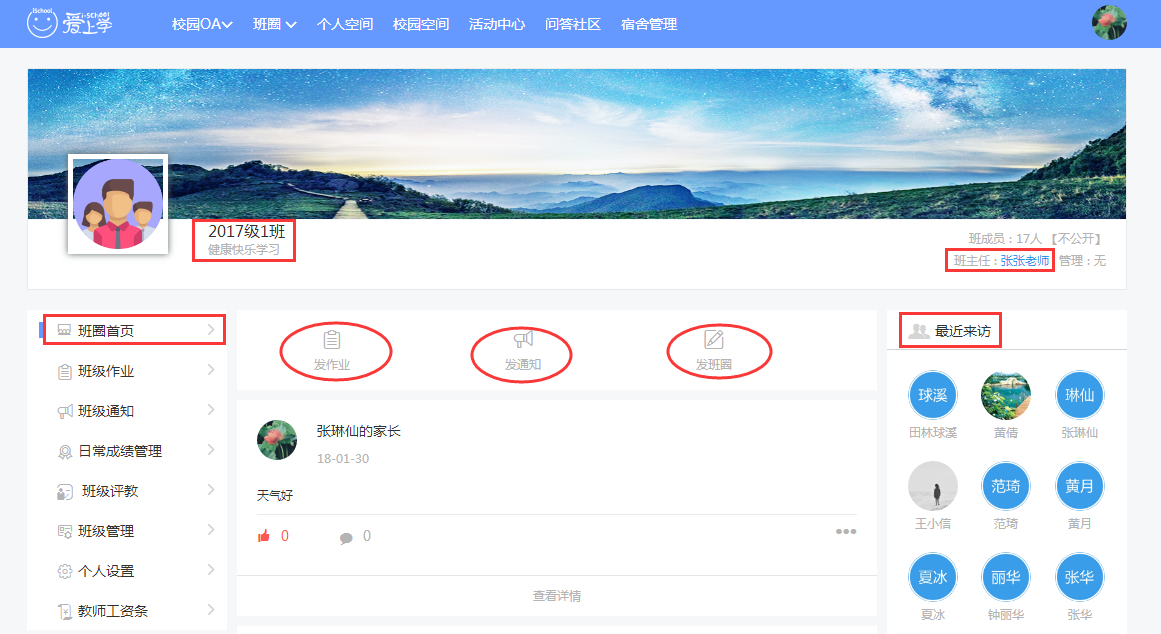 iSchool
爱上学
i-SCHOOL
校园OA 班圈 个人空间 校园空间 活动中心 问答社区 宿舍管理
2017级1班
健康快乐学习
班成员：17人 【不公开】
班主任：张张老师 管理：无
班圈首页
班级作业
班级通知
日常成绩管理
班级评教
班级管理
个人设置
教师工资条
发作业 发通知 发班圈
张琳仙的家长
18-01-30
天气好
0 0
查看详情
最近来访
球溪 琳仙
田林球溪 黄倩 张琳仙
范琦 黄月
王小信 范琦 黄月
夏冰 丽华 张华
夏冰 钟丽华 张华